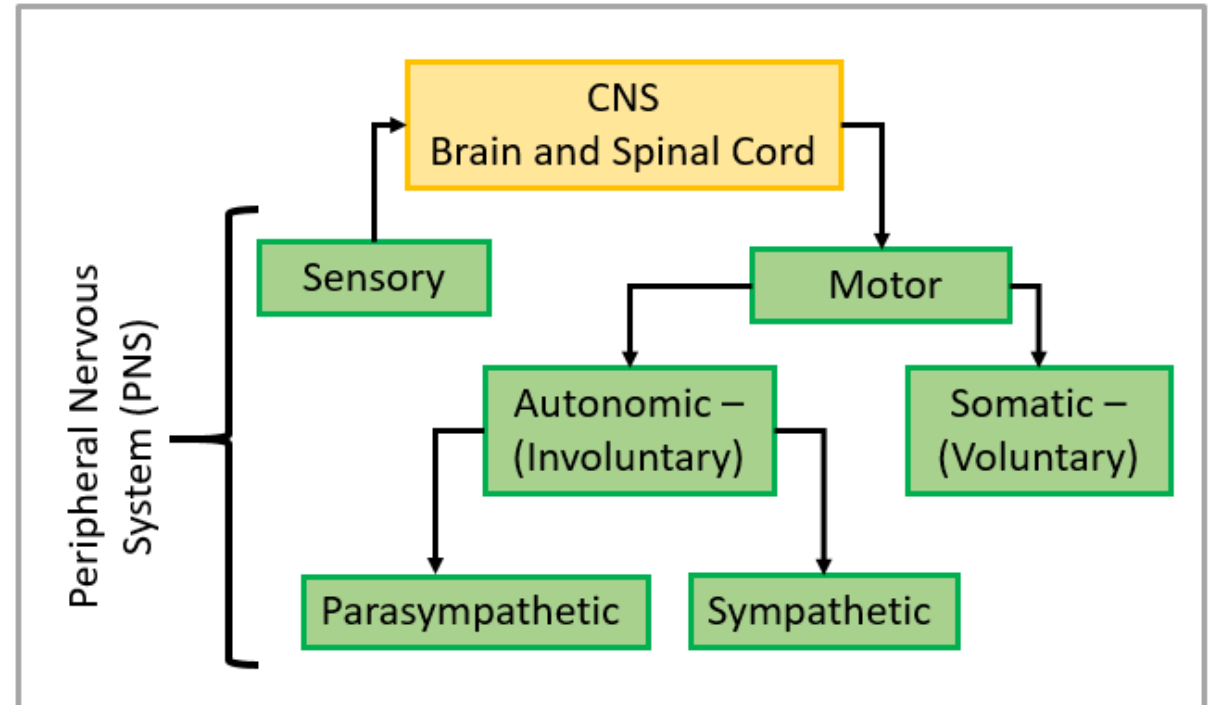 CNS
Brain and Spinal Cord
Peripheral Nervous
System (PNS)
Sensory
Motor
Autonomic –
(Involuntary)
Somatic –
(Voluntary)
Parasympathetic
Sympathetic